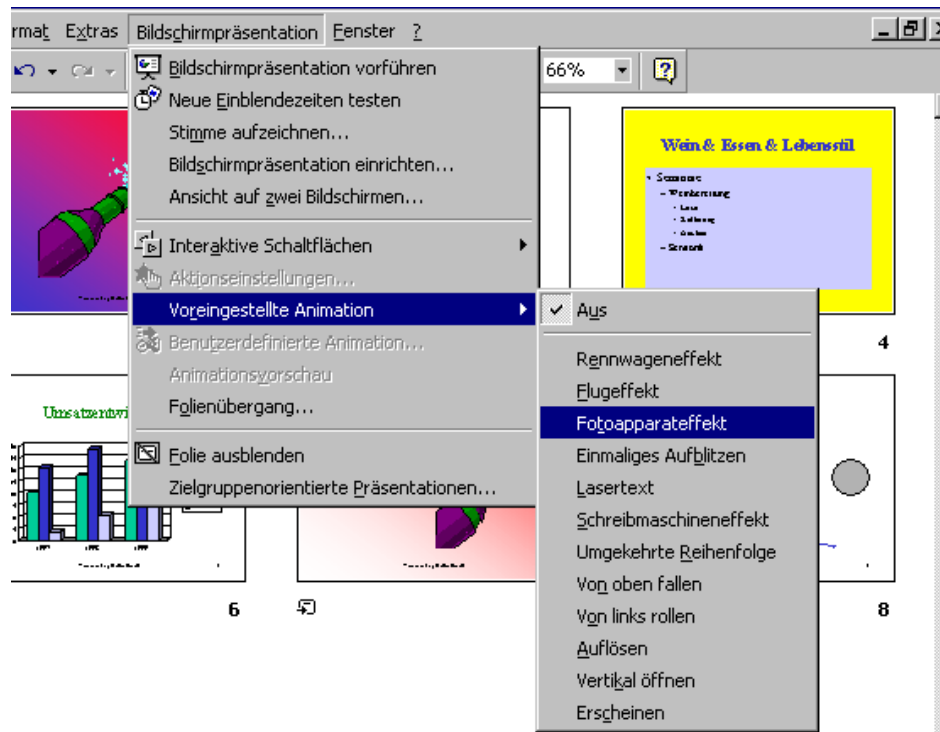 Extras Bildschirmpräsentation Fenster ?
66%
Bildschirmpräsentation vorführen
Neue Einblendezeiten testen
Stimme aufzeichnen...
Bildschirmpräsentation einrichten...
Ansicht auf zwei Bildschirmen...
Interaktive Schaltflächen
Aktionseinstellungen...
Voreingestellte Animation
Benutzerdefinierte Animation...
Animationsvorschau
Folienübergang...
Folie ausblenden
Zielgruppenorientierte Präsentationen...
Aus
Rennwageneffekt
Flugeffekt
Fotoapparateffekt
Einmaliges Aufblitzen
Lasertext
Schreibmaschineneffekt
Umgekehrte Reihenfolge
Von oben fallen
Von links rollen
Auflösen
Vertikal öffnen
Erscheinen
Wein & Essen & Lebensstil
4
6
8